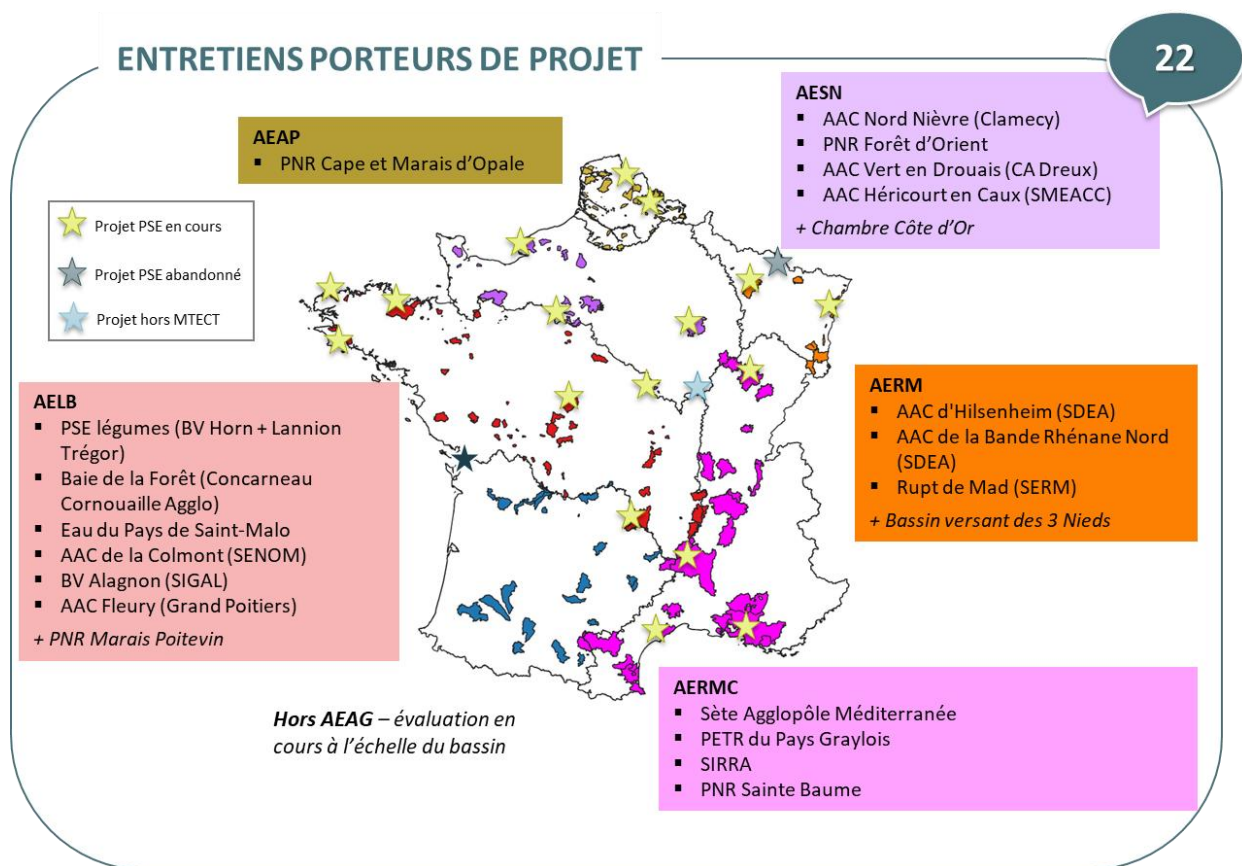 ENTRETIENS PORTEURS DE PROJET
22
AEAP
▪ PNR Cape et Marais d'Opale
AESN
▪ AAC Nord Nièvre (Clamecy)
▪ PNR Forêt d'Orient
▪ AAC Vert en Drouais (CA Dreux)
▪ AAC Héricourt en Caux (SMEACC)
+ Chambre Côte d'Or
Projet PSE en cours
Projet PSE abandonné
Projet hors MTECT
AELB
▪ PSE légumes (BV Horn + Lannion
Trégor)
▪ Baie de la Forêt (Concarneau
Cornouaille Agglo)
▪ Eau du Pays de Saint-Malo
▪ AAC de la Colmont (SENOM)
▪ BV Alagnon (SIGAL)
▪ AAC Fleury (Grand Poitiers)
+ PNR Marais Poitevin
AERM
▪ AAC d'Hilsenheim (SDEA)
▪ AAC de la Bande Rhénane Nord
(SDEA)
▪ Rupt de Mad (SERM)
+ Bassin versant des 3 Nieds
Hors AEAG – évaluation en
cours à l'échelle du bassin
AERMC
▪ Sète Agglopôle Méditerranée
▪ PETR du Pays Graylois
▪ SIRRA
▪ PNR Sainte Baume